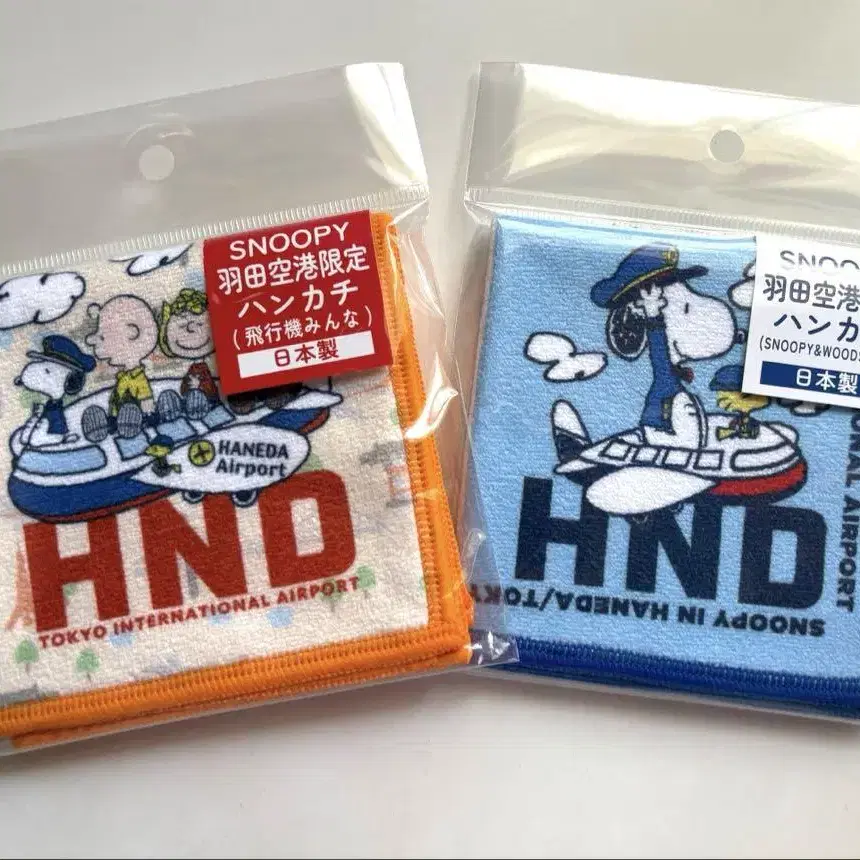 SNOOPY
羽田空港限定
ハンカチ
(飛行機みんな)
日本製
HANEDA
Airport
HND
TOKYO INTERNATIONAL AIRPORT
SNOO
羽田空港
ハンカ
(SNOOPY&WOODS
日本製
HND
SNOOPY IN HANEDA/TOKY
ONAL AIRPORT